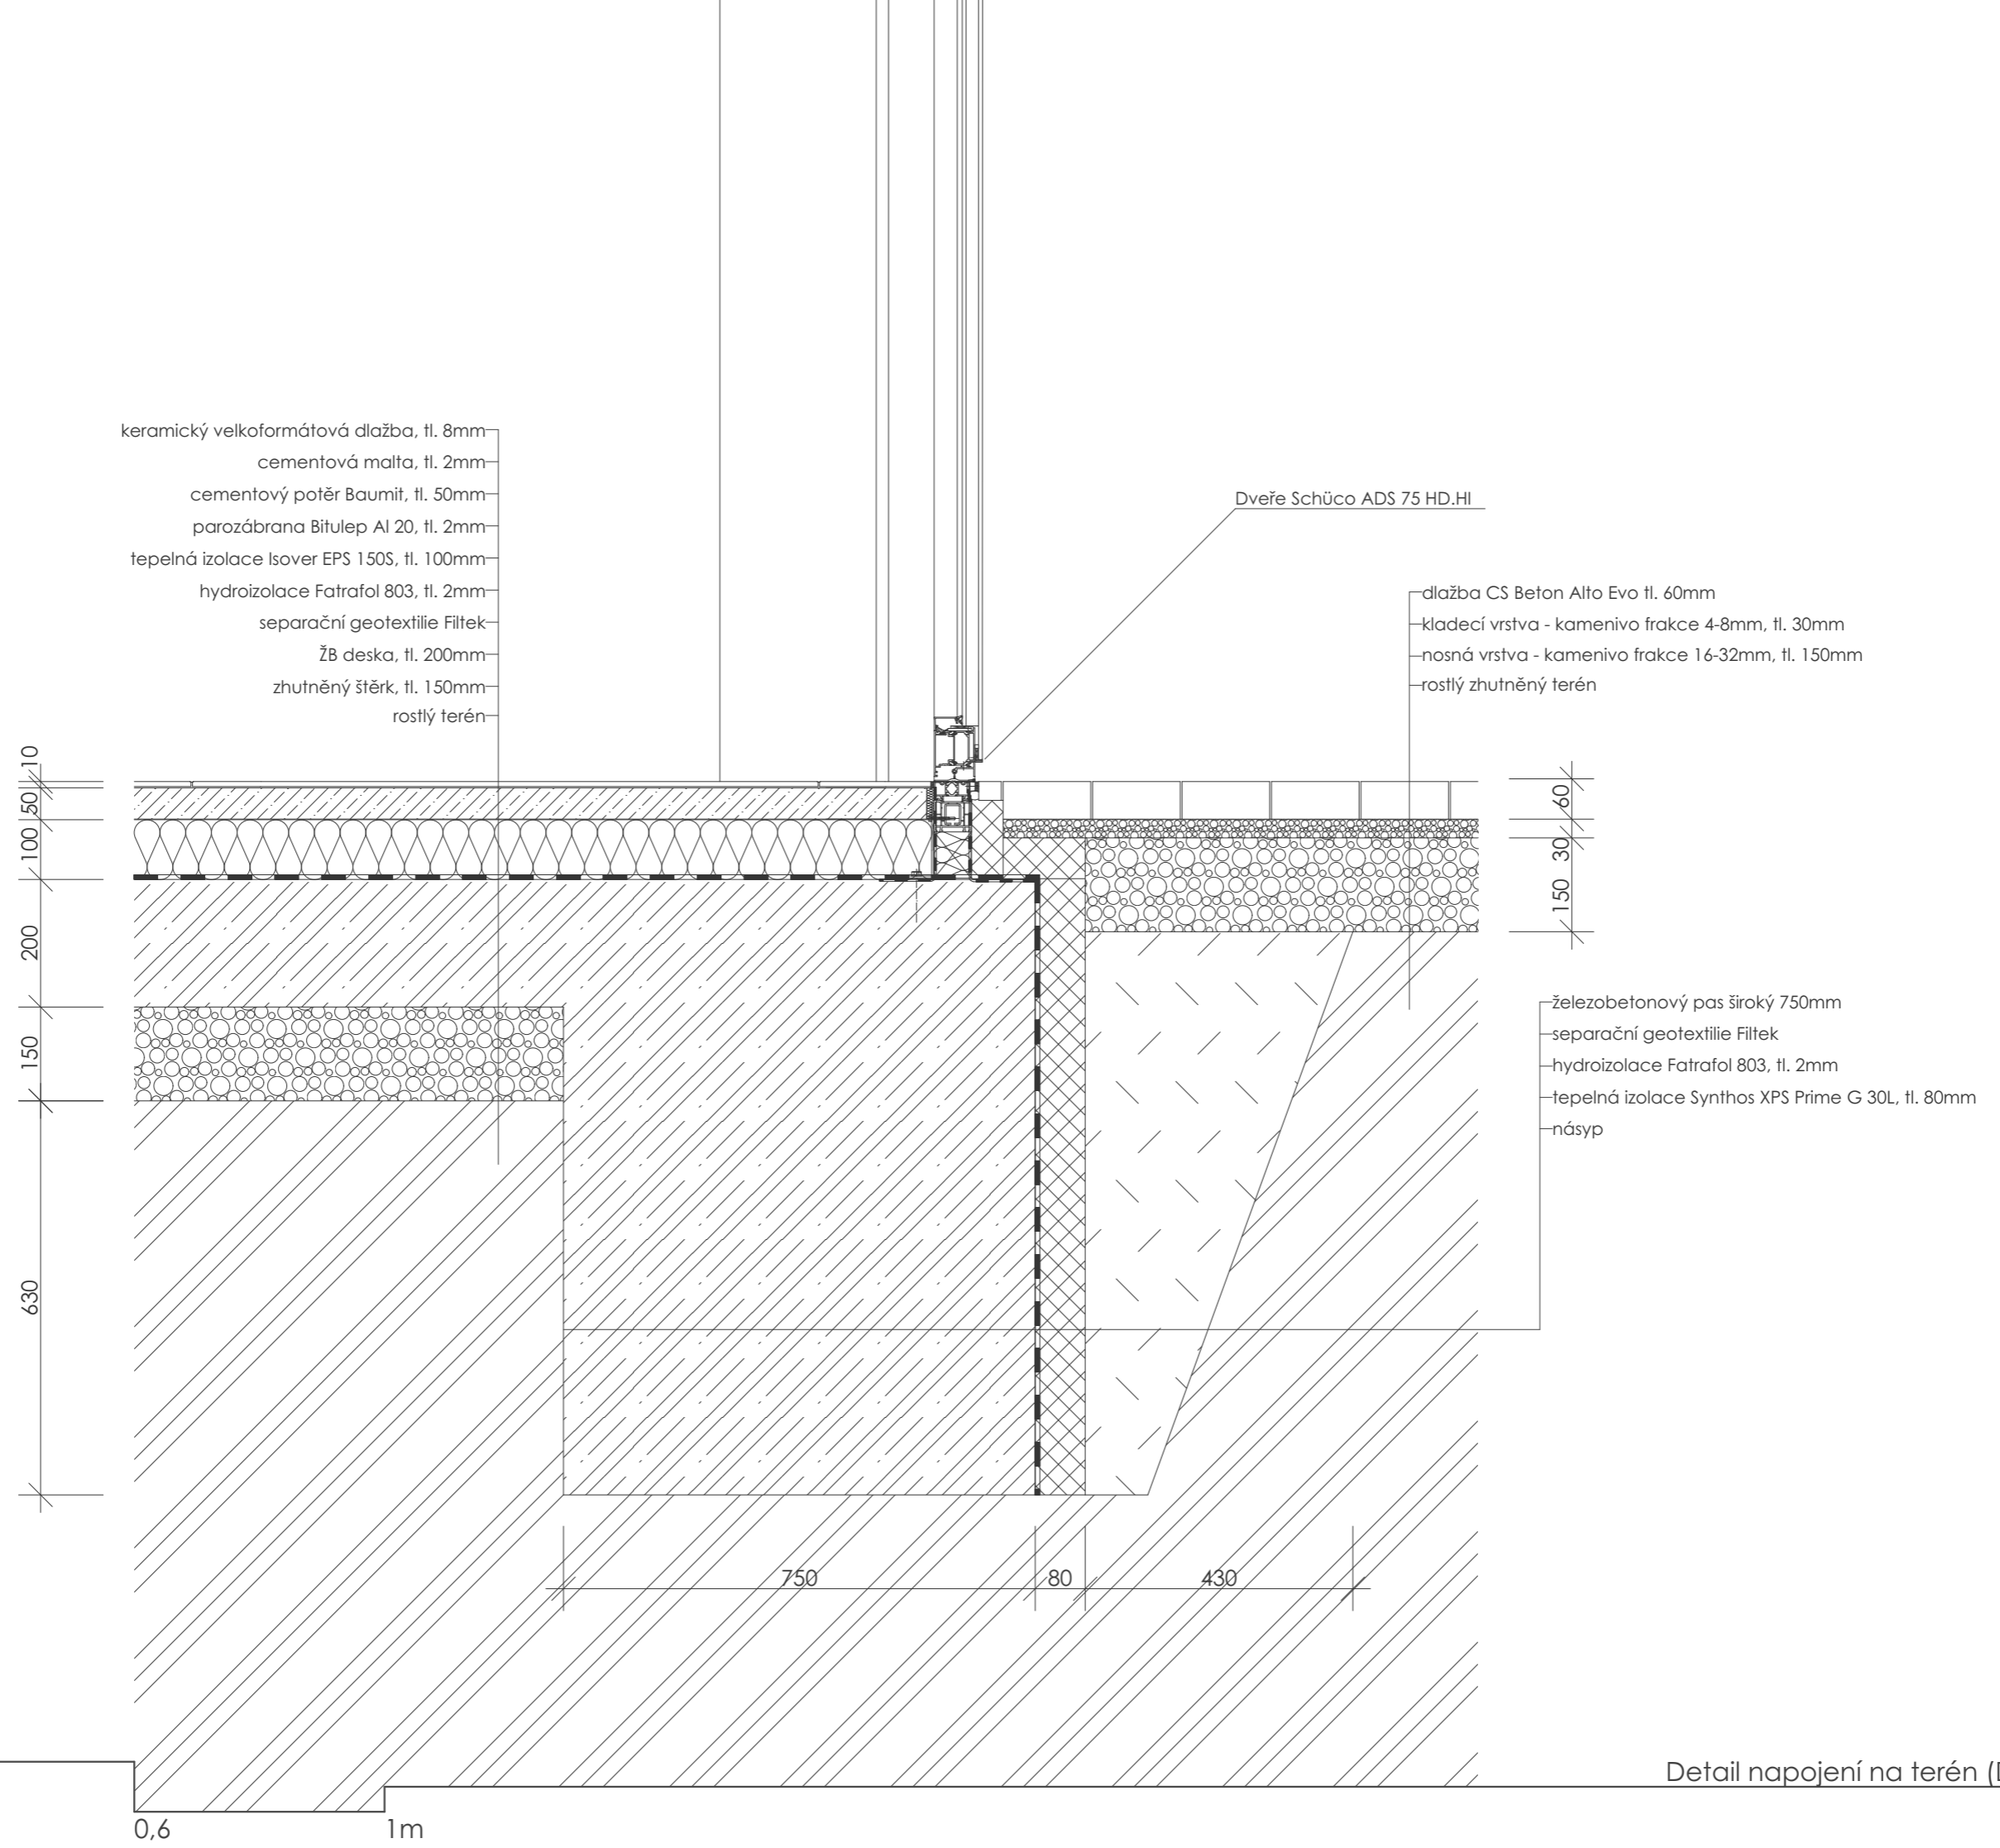 keramický velkoformátová dlažba, tl. 8mm
cementová malta, tl. 2mm
cementový potěr Baumit, tl. 50mm
parozábrana Bitulep Al 20, tl. 2mm
tepelná izolace Isover EPS 150S, tl. 100mm
hydroizolace Fatrafol 803, tl. 2mm
separační geotextilie Filtek
ŽB deska, tl. 200mm
zhutněný štěrk, tl. 150mm
rostlý terén
Dveře Schüco ADS 75 HD.HI
dlažba CS Beton Alto Evo tl. 60mm
kladecí vrstva - kamenivo frakce 4-8mm, tl. 30mm
nosná vrstva - kamenivo frakce 16-32mm, tl. 150mm
rostlý zhutněný terén
10
50
100
200
150
630
60
30
150
železobetonový pas široký 750mm
separační geotextilie Filtek
hydroizolace Fatrafol 803, tl. 2mm
tepelná izolace Synthos XPS Prime G 30L, tl. 80mm
násyp
750
80
430
Detail napojení na terén (D
0,6
1m